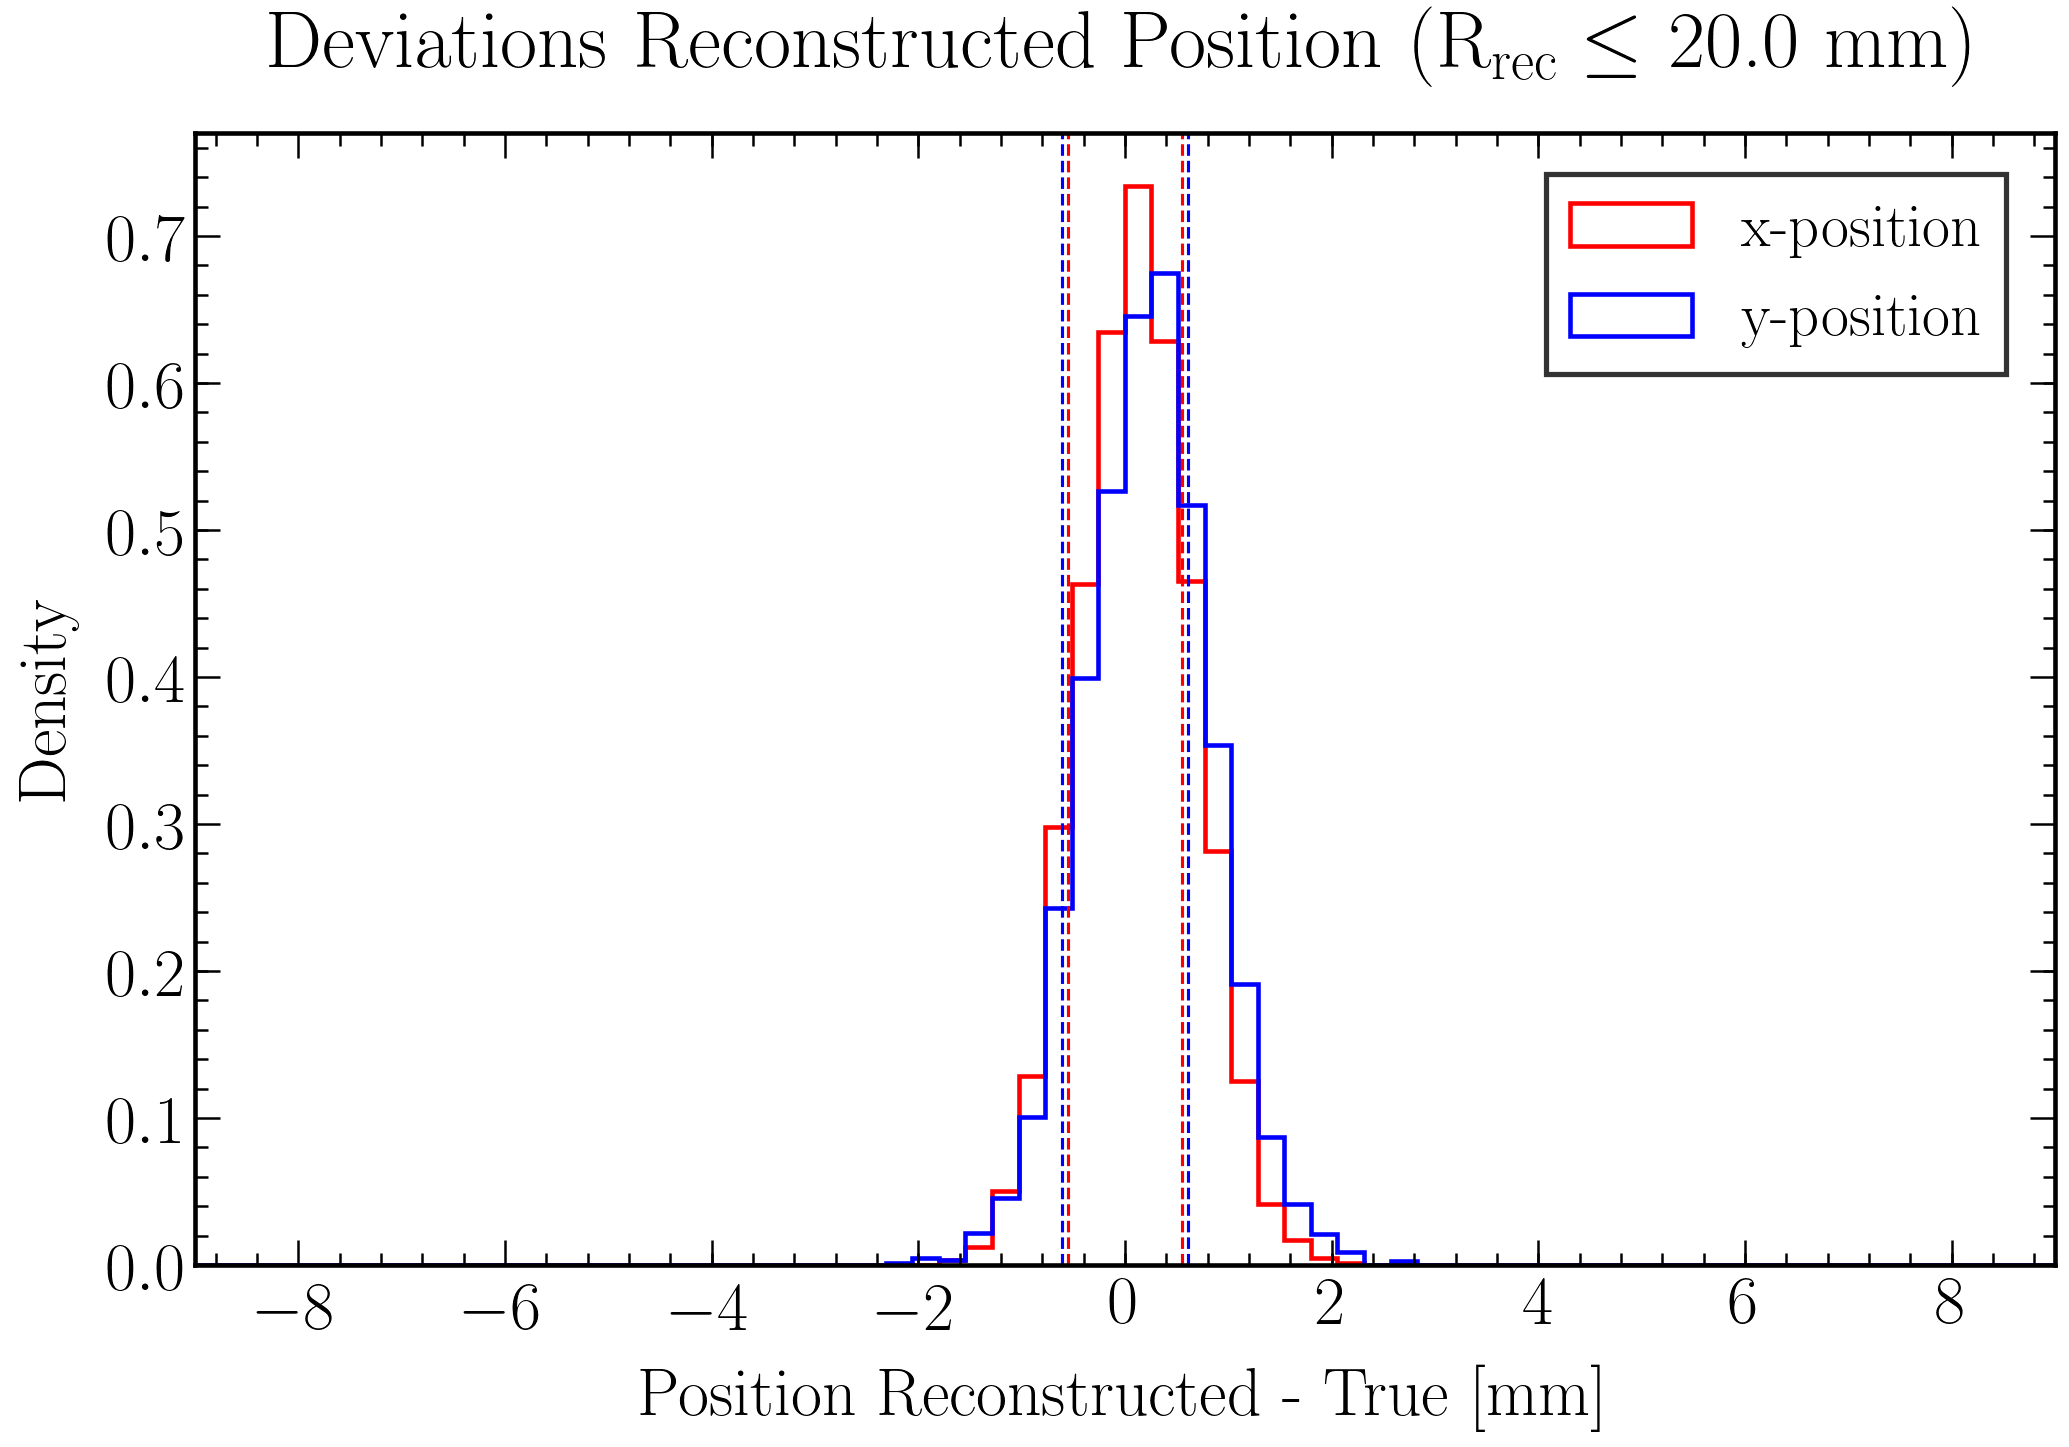 Deviations Reconstructed Position (Rrec ≤ 20.0 mm)
x-position
y-position
Density
0.7
0.6
0.5
0.4
0.3
0.2
0.1
0.0
−8 −6 −4 −2 0 2 4 6 8
Position Reconstructed - True [mm]